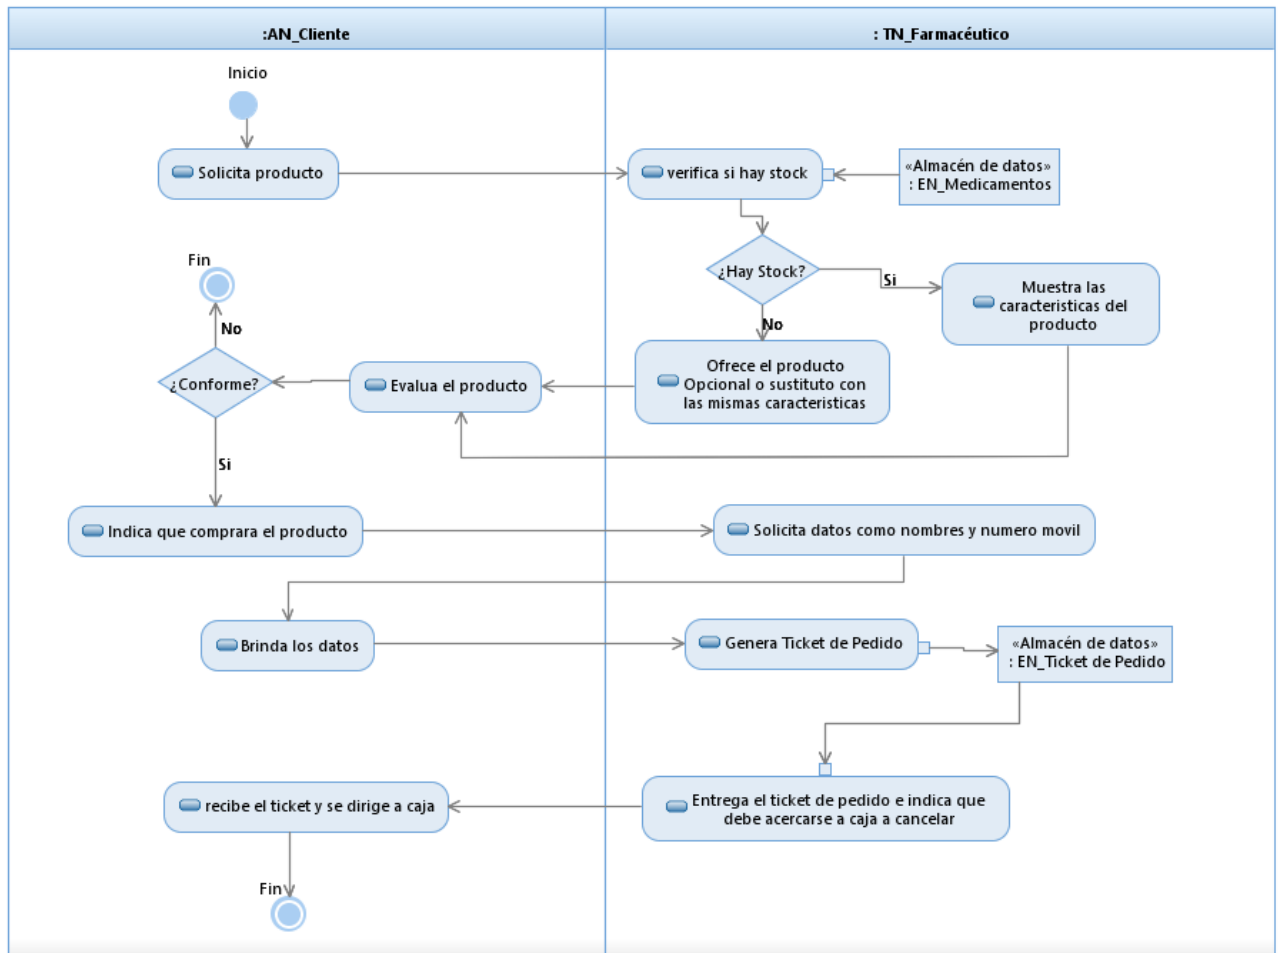 :AN_Cliente
: TN_Farmacéutico
Inicio
Solicita producto
verifica si hay stock
«Almacén de datos»
: EN_Medicamentos
Fin
¿Hay Stock?
Si
Muestra las
caracteristicas del
producto
No
No
¿Conforme?
Evalua el producto
Ofrece el producto
Opcional o sustituto con
las mismas caracteristicas
Si
Indica que comprara el producto
Solicita datos como nombres y numero movil
Brinda los datos
Genera Ticket de Pedido
«Almacén de datos»
: EN_Ticket de Pedido
recibe el ticket y se dirige a caja
Entrega el ticket de pedido e indica que
debe acercarse a caja a cancelar
Fin